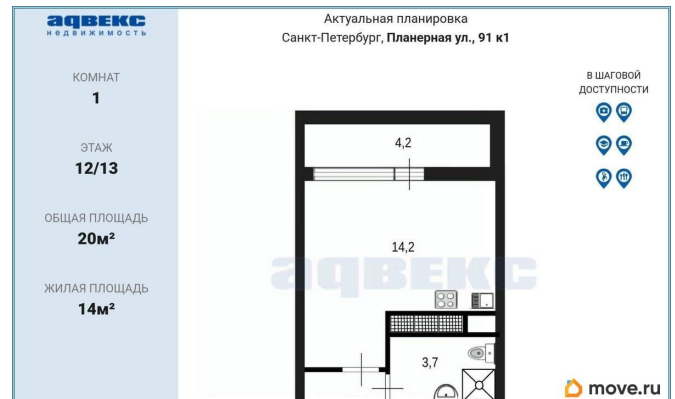 адвекс
недвижимость
КОМНАТ
1
ЭТАЖ
12/13
ОБЩАЯ ПЛОЩАДЬ
20м²
ЖИЛАЯ ПЛОЩАДЬ
14м²
Актуальная планировка
Санкт-Петербург, Планерная ул., 91 к1
В ШАГОВОЙ
ДОСТУПНОСТИ
4,2
14,2
адвекс
3,7
move.ru